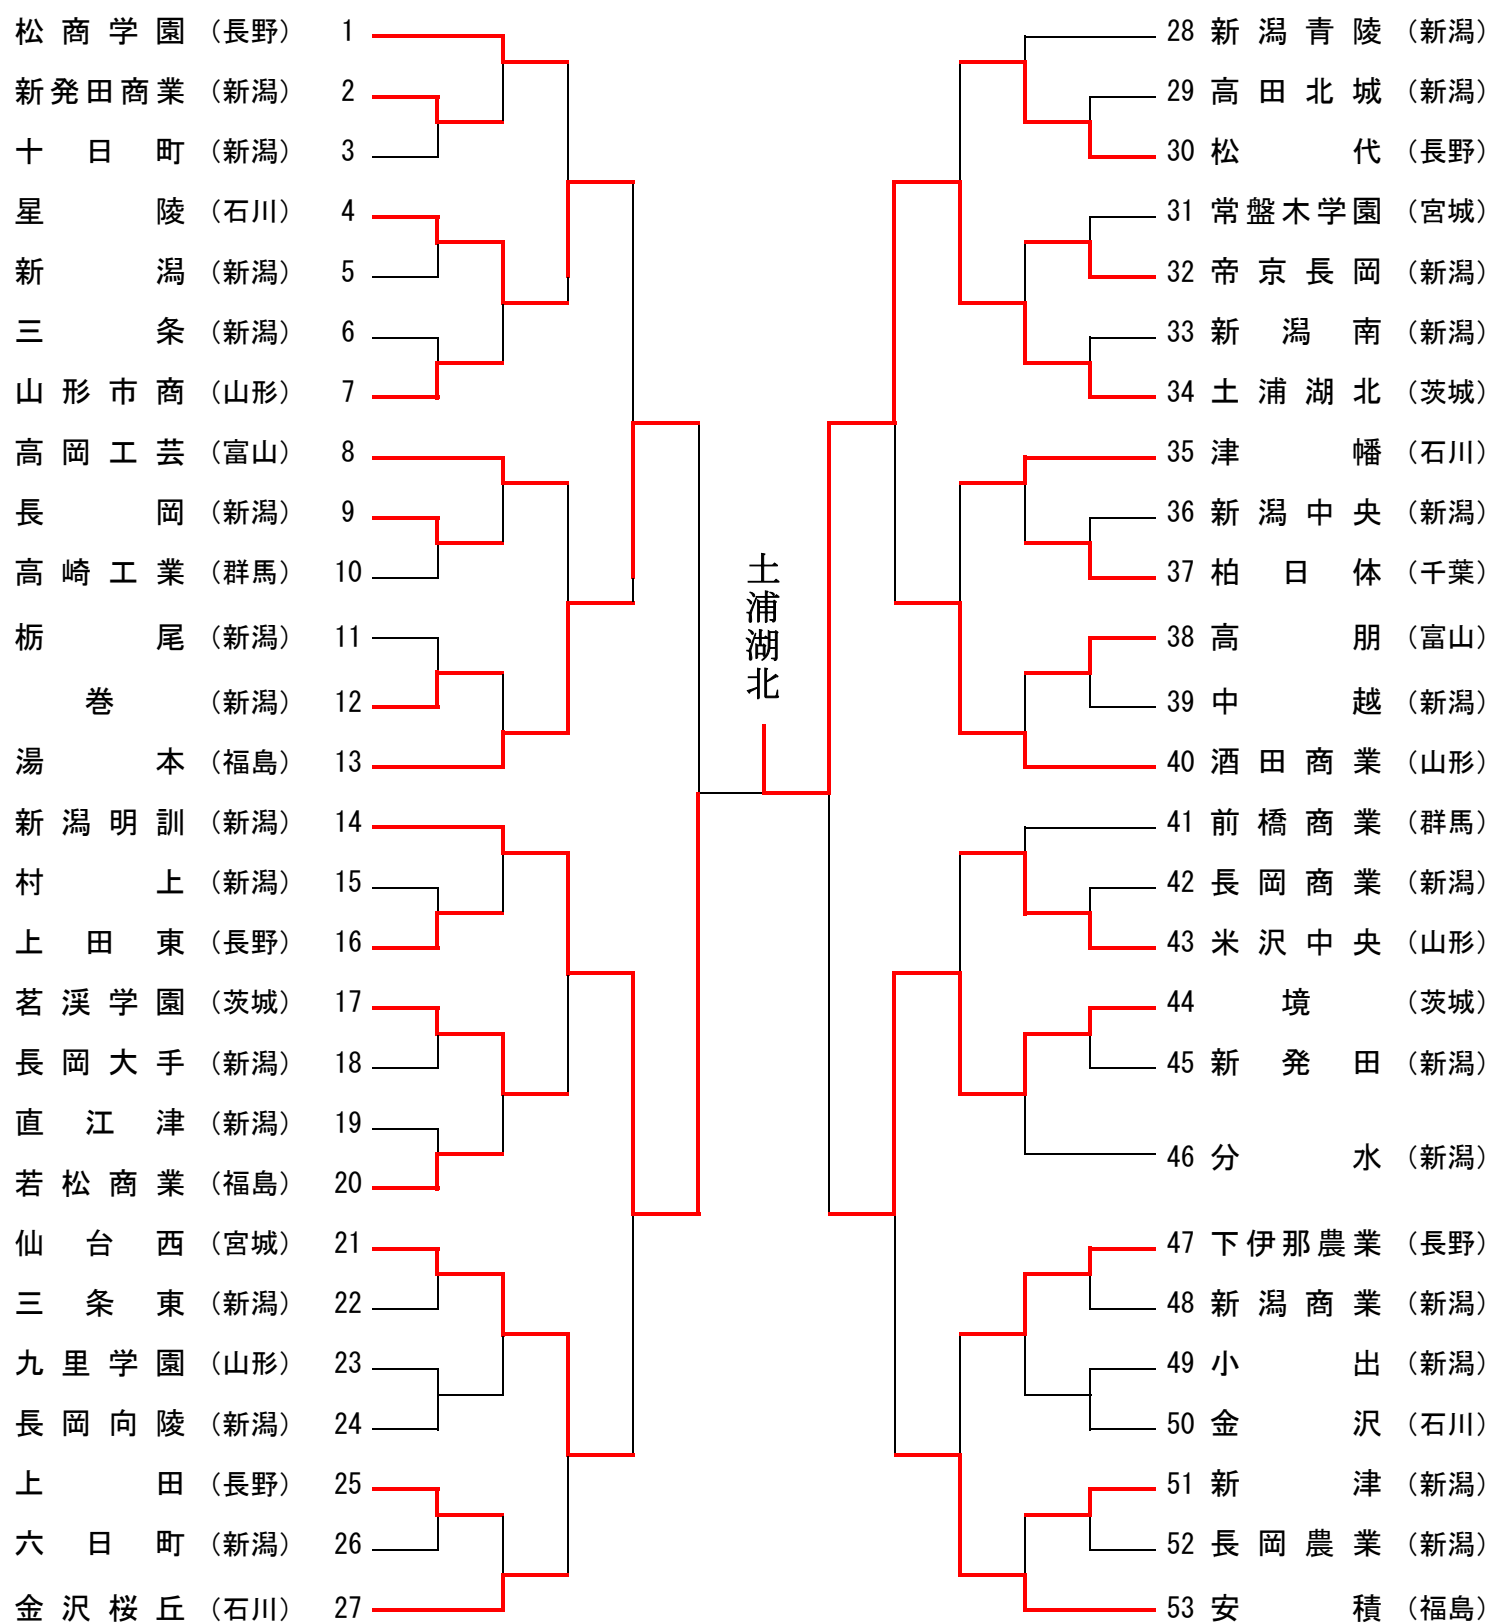 松商学園（長野） 1
新発田商業（新潟） 2
十日町（新潟） 3
星陵（石川） 4
新潟（新潟） 5
三条（新潟） 6
山形市商（山形） 7
高岡工芸（富山） 8
長岡（新潟） 9
高崎工業（群馬） 10
栃尾（新潟） 11
巻（新潟） 12
湯本（福島） 13
新潟明訓（新潟） 14
村上（新潟） 15
上田東（長野） 16
茗溪学園（茨城） 17
長岡大手（新潟） 18
直江津（新潟） 19
若松商業（福島） 20
仙台西（宮城） 21
三条東（新潟） 22
九里学園（山形） 23
長岡向陵（新潟） 24
上田（長野） 25
六日町（新潟） 26
金沢桜丘（石川） 27
土浦湖北
28 新潟青陵（新潟）
29 高田北城（新潟）
30 松代（長野）
31 常盤木学園（宮城）
32 帝京長岡（新潟）
33 新潟南（新潟）
34 土浦湖北（茨城）
35 津幡（石川）
36 新潟中央（新潟）
37 柏日体（千葉）
38 高朋（富山）
39 中越（新潟）
40 酒田商業（山形）
41 前橋商業（群馬）
42 長岡商業（新潟）
43 米沢中央（山形）
44 境（茨城）
45 新発田（新潟）
46 分水（新潟）
47 下伊那農業（長野）
48 新潟商業（新潟）
49 小出（新潟）
50 金沢（石川）
51 新津（新潟）
52 長岡農業（新潟）
53 安積（福島）